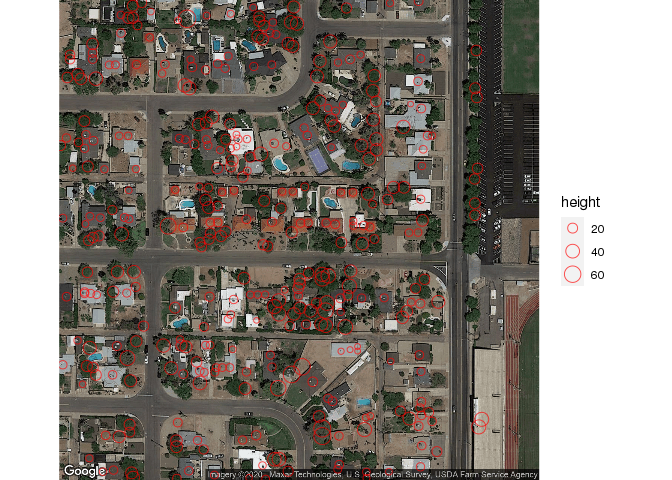 height
20
40
60
Google
Imagery ©2020 , Maxar Technologies, U.S. Geological Survey, USDA Farm Service Agency